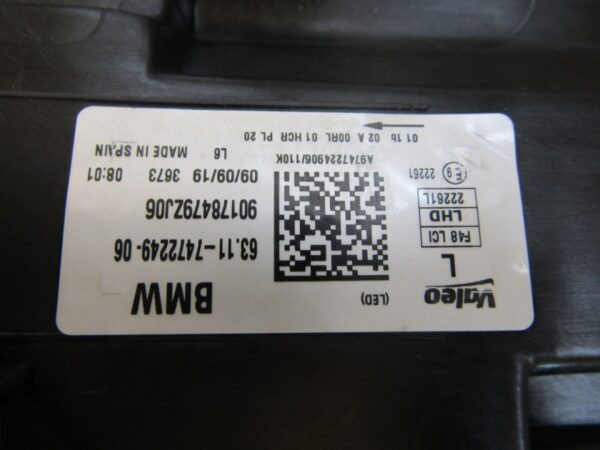 Valeo
(LED)
BMW
L
F48 LCI
LHD
22261L
E9 22261
63.11-7472249-06
90178479ZJ06
09/09/19 3673 08:01
L6 MADE IN SPAIN
A9747224906/110K
01 1b 02 A 00RL 01 HCR PL 20